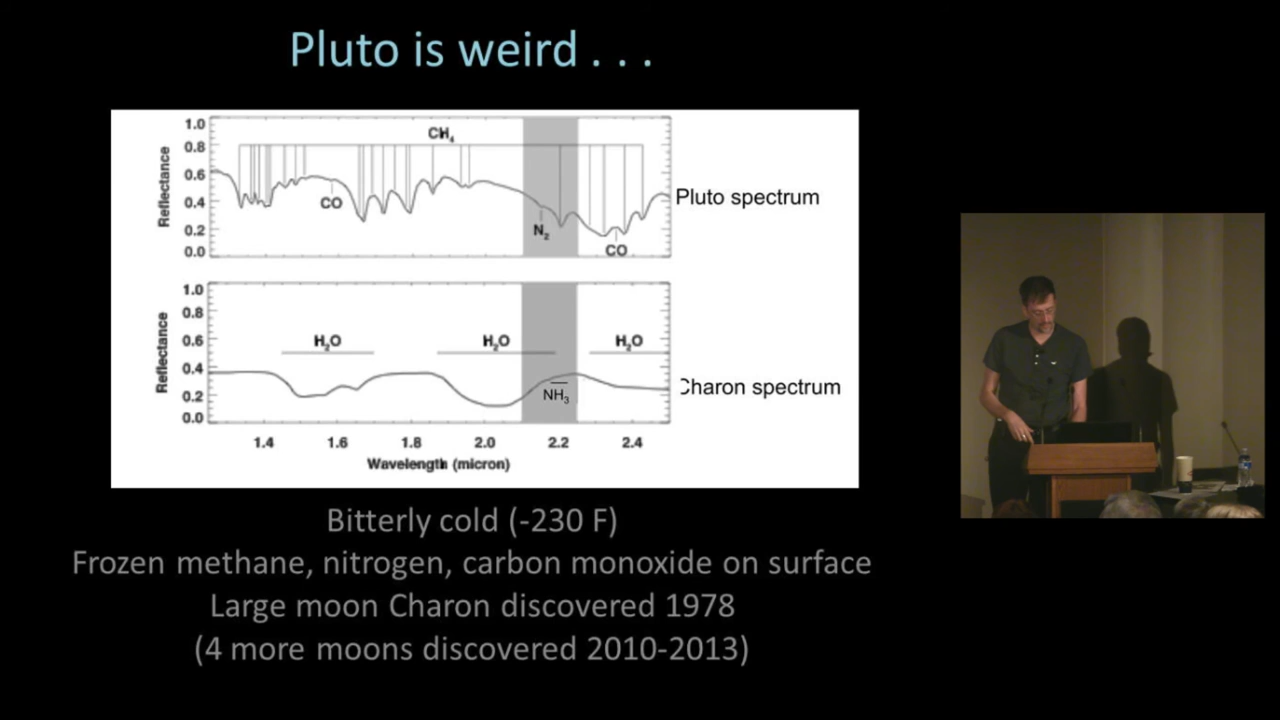 Pluto is weird . . .
1.0
0.8
0.6
0.4
0.2
0.0
Reflectance
CH₄
CO
N₂
CO
Pluto spectrum
1.0
0.8
0.6
0.4
0.2
0.0
Reflectance
H₂O
H₂O
H₂O
NH₃
Charon spectrum
1.4 1.6 1.8 2.0 2.2 2.4
Wavelength (micron)
Bitterly cold (-230 F)
Frozen methane, nitrogen, carbon monoxide on surface
Large moon Charon discovered 1978
(4 more moons discovered 2010-2013)